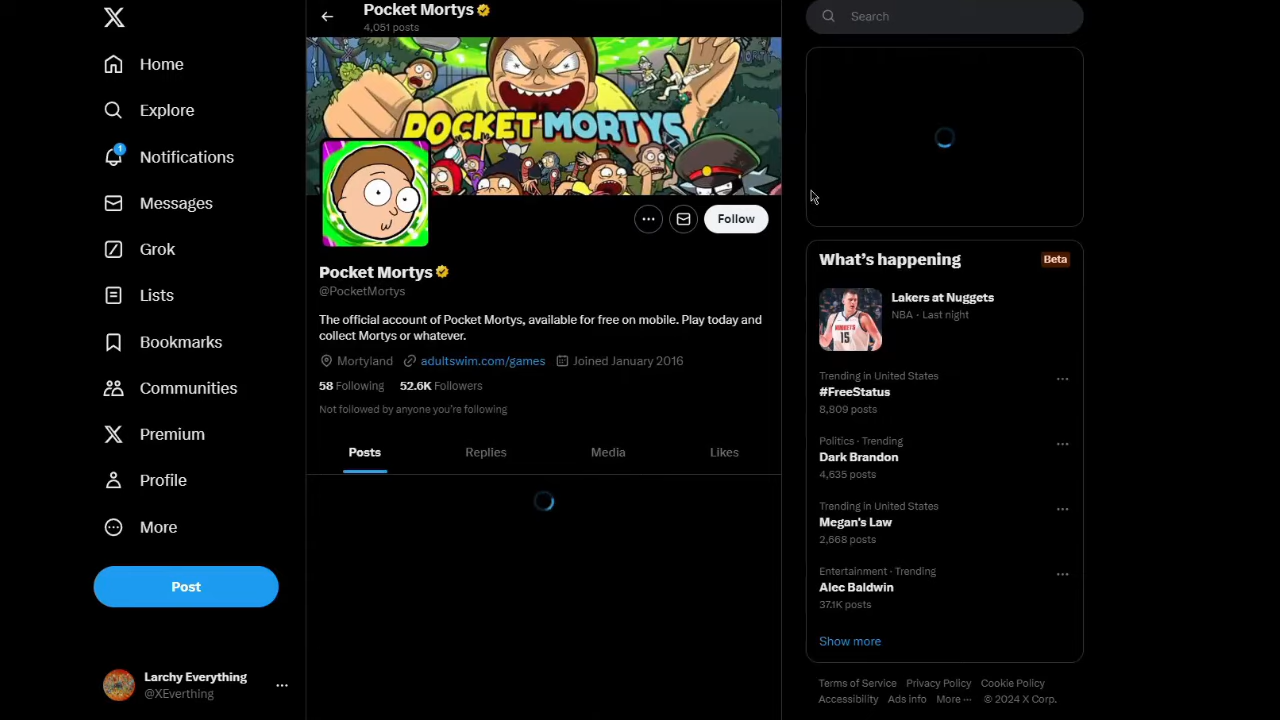 Home
Explore
1
Notifications
Messages
Grok
Lists
Bookmarks
Communities
Premium
Profile
More
Post
Larchy Everything
@XEverthing
Pocket Mortys
4,051 posts
POCKET MORTYS
Follow
Pocket Mortys
@PocketMortys
The official account of Pocket Mortys, available for free on mobile. Play today and
collect Mortys or whatever.
Mortyland adultswim.com/games Joined January 2016
58 Following 52.6K Followers
Not followed by anyone you're following
Posts Replies Media Likes
Search
What's happening Beta
Lakers at Nuggets
NBA · Last night
15
Trending in United States
#FreeStatus
8,809 posts
Politics · Trending
Dark Brandon
4,635 posts
Trending in United States
Megan's Law
2,668 posts
Entertainment · Trending
Alec Baldwin
37.1K posts
Show more
Terms of Service Privacy Policy Cookie Policy
Accessibility Ads info More ··· © 2024 X Corp.